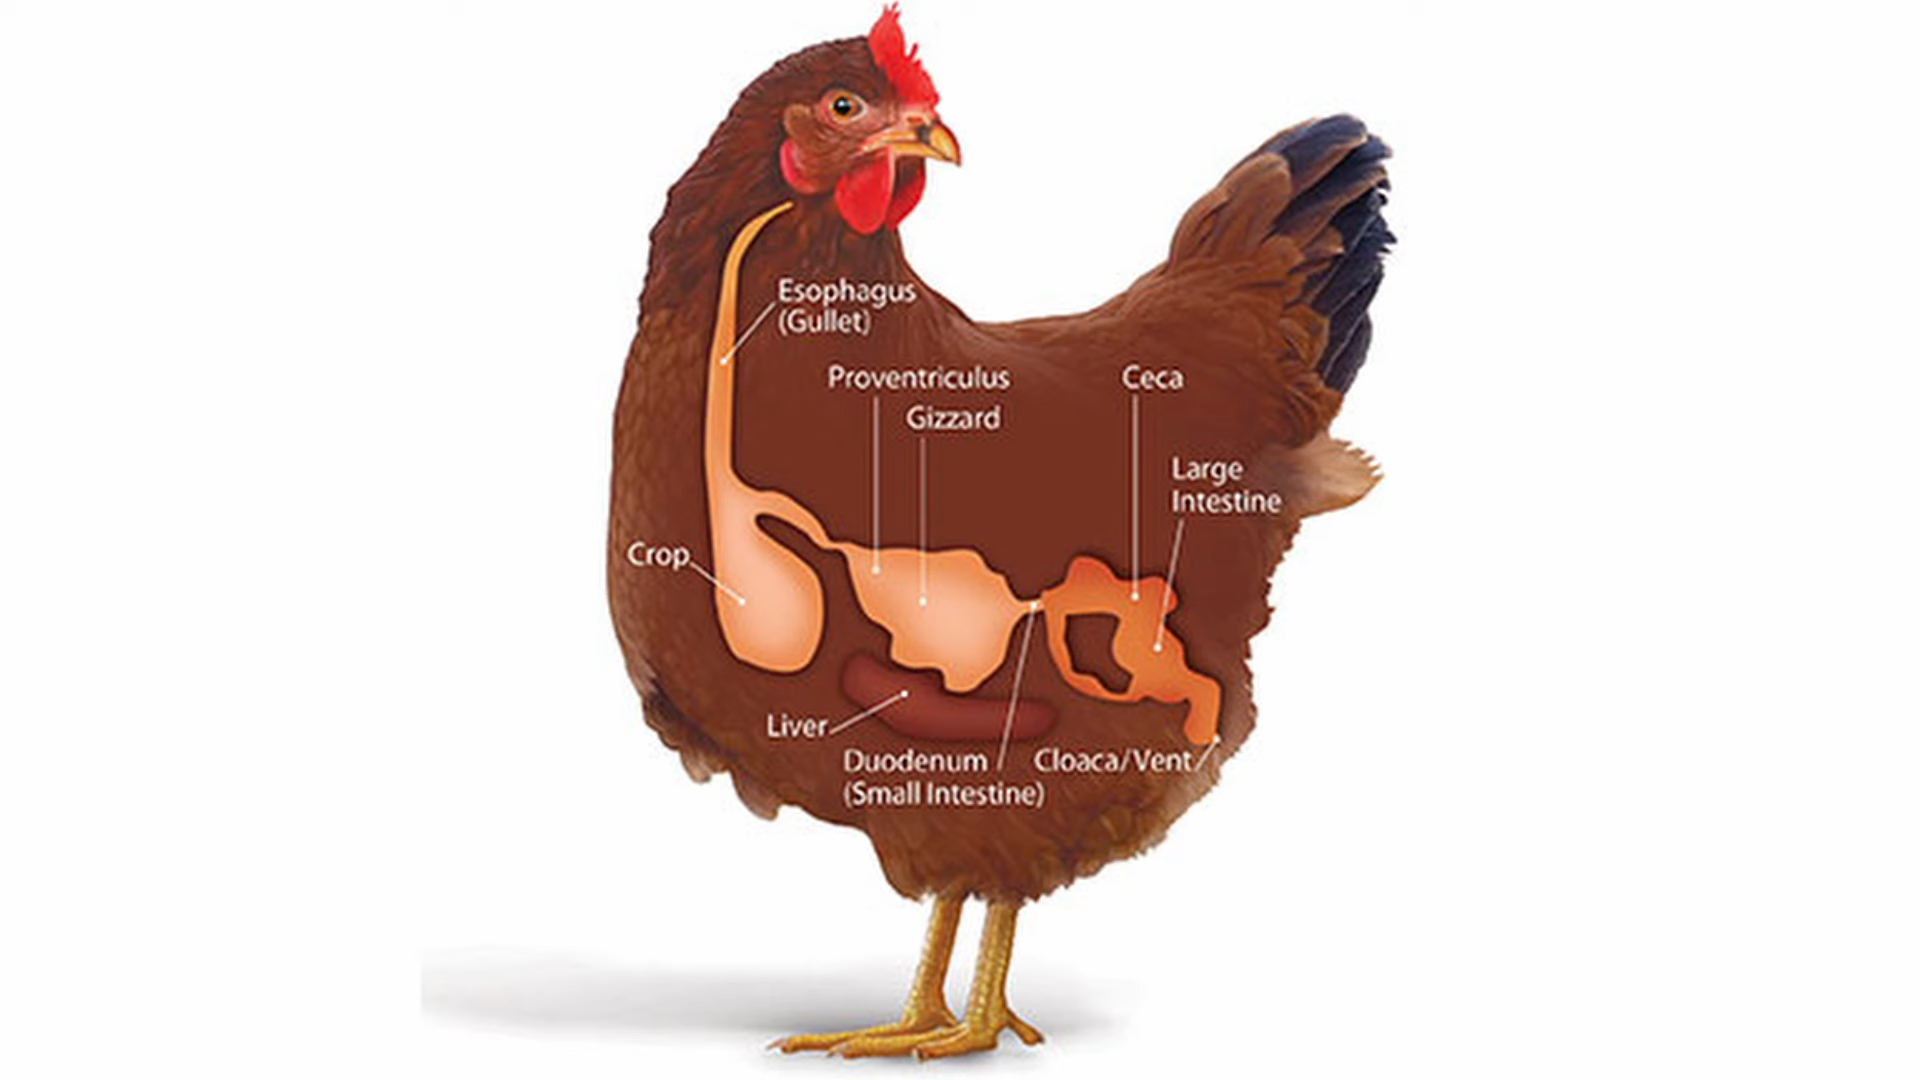 Esophagus
(Gullet)
Proventriculus
Ceca
Gizzard
Large
Intestine
Crop
Liver
Duodenum
(Small Intestine)
Cloaca/Vent